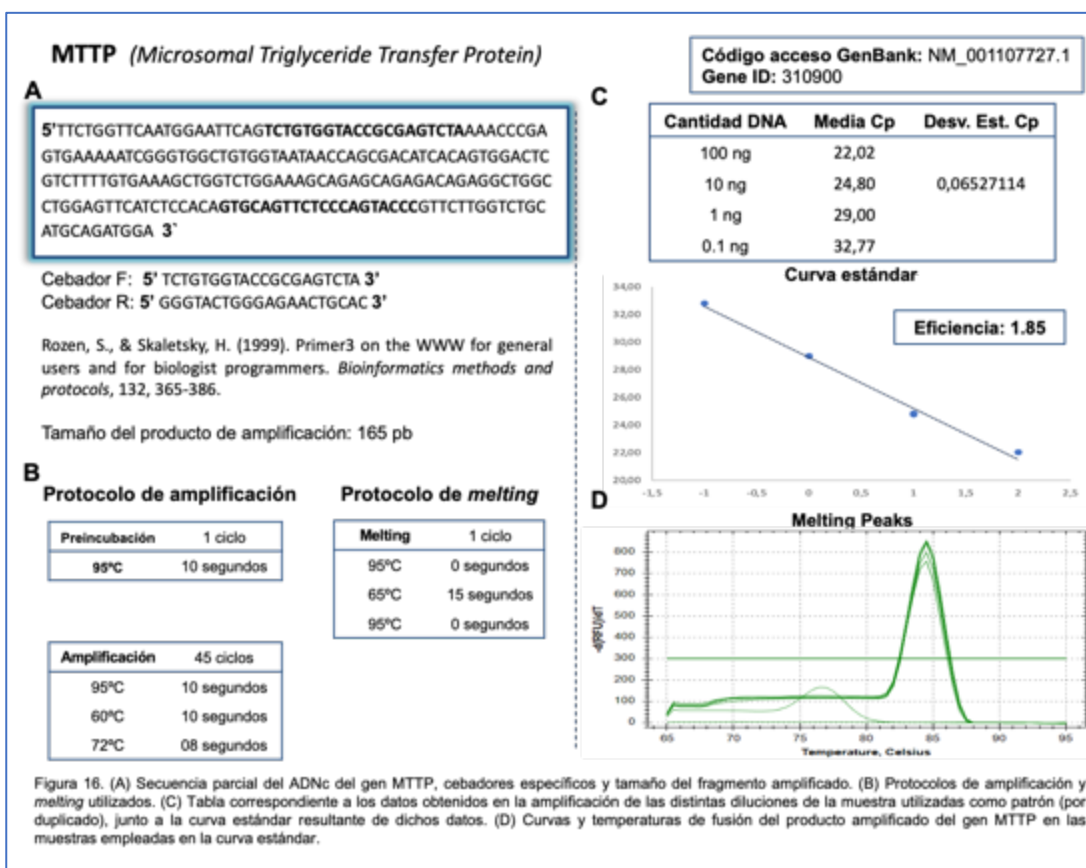 MTTP (Microsomal Triglyceride Transfer Protein)
Código acceso GenBank: NM_001107727.1
Gene ID: 310900
A
5'TTCTGGTTCAATGGAATTCAGTCTGTGGTACCGCGAGTCTAAAACCCGA
GTGAAAAATCGGGTGGCTGTGGTAATAACCAGCGACATCACAGTGGACTC
GTCTTTTGTGAAAGCTGGTCTGGAAAGCAGAGCAGAGACAGAGGCTGGC
CTGGAGTTCATCTCCACAGTGCAGTTCTCCCAGTACCCGTTCTTGGTCTGC
ATGCAGATGGA 3`
Cebador F: 5' TCTGTGGTACCGCGAGTCTA 3'
Cebador R: 5' GGGTACTGGGAGAACTGCAC 3'
Rozen, S., & Skaletsky, H. (1999). Primer3 on the WWW for general
users and for biologist programmers. Bioinformatics methods and
protocols, 132, 365-386.
Tamaño del producto de amplificación: 165 pb
B
Protocolo de amplificación
Preincubación 1 ciclo
95ºC 10 segundos
Amplificación 45 ciclos
95ºC 10 segundos
60ºC 10 segundos
72ºC 08 segundos
Protocolo de melting
Melting 1 ciclo
95ºC 0 segundos
65ºC 15 segundos
95ºC 0 segundos
C
Cantidad DNA Media Cp Desv. Est. Cp
100 ng 22,02
10 ng 24,80 0,06527114
1 ng 29,00
0.1 ng 32,77
Curva estándar
Eficiencia: 1.85
34,00
32,00
30,00
28,00
26,00
24,00
22,00
20,00
-1,5 -1 -0,5 0 0,5 1 1,5 2 2,5
D
Melting Peaks
-d(RFU)/dT
800
700
600
500
400
300
200
100
0
65 70 75 80 85 90 95
Temperature, Celsius
Figura 16. (A) Secuencia parcial del ADNc del gen MTTP, cebadores específicos y tamaño del fragmento amplificado. (B) Protocolos de amplificación y
melting utilizados. (C) Tabla correspondiente a los datos obtenidos en la amplificación de las distintas diluciones de la muestra utilizadas como patrón (por
duplicado), junto a la curva estándar resultante de dichos datos. (D) Curvas y temperaturas de fusión del producto amplificado del gen MTTP en las
muestras empleadas en la curva estándar.